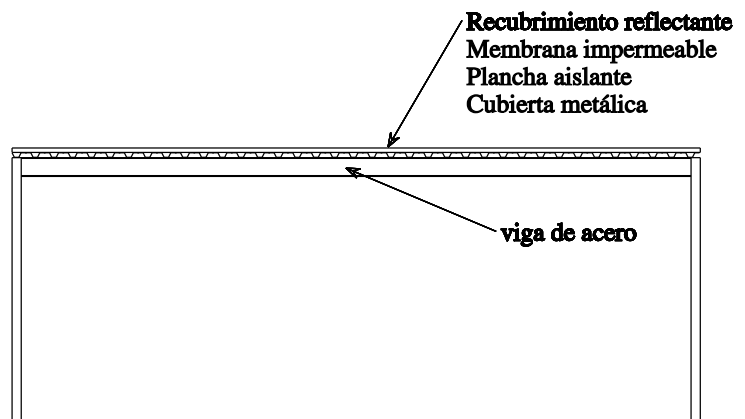 Recubrimiento reflectante
Membrana impermeable
Plancha aislante
Cubierta metálica
viga de acero